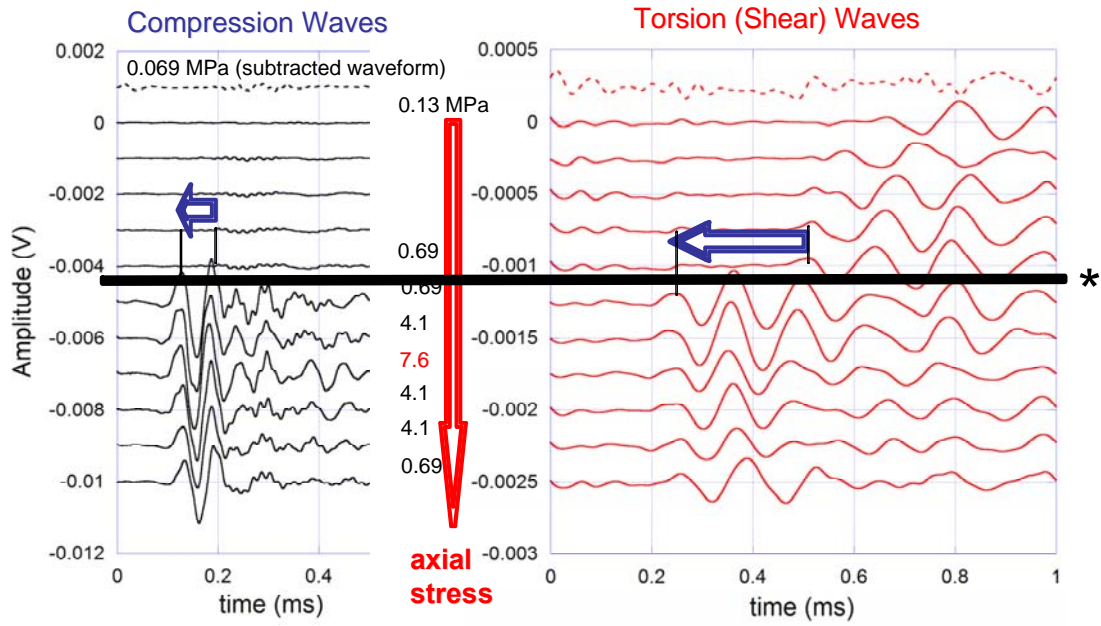 Compression Waves
Torsion (Shear) Waves
0.002
0
-0.002
-0.004
-0.006
-0.008
-0.01
-0.012
Amplitude (V)
0.069 MPa (subtracted waveform)
0 0.2 0.4
time (ms)
0.13 MPa
0.69
0.69
4.1
7.6
4.1
4.1
0.69
axial
stress
0.0005
0
-0.0005
-0.001
-0.0015
-0.002
-0.0025
-0.003
0 0.2 0.4 0.6 0.8 1
time (ms)
*